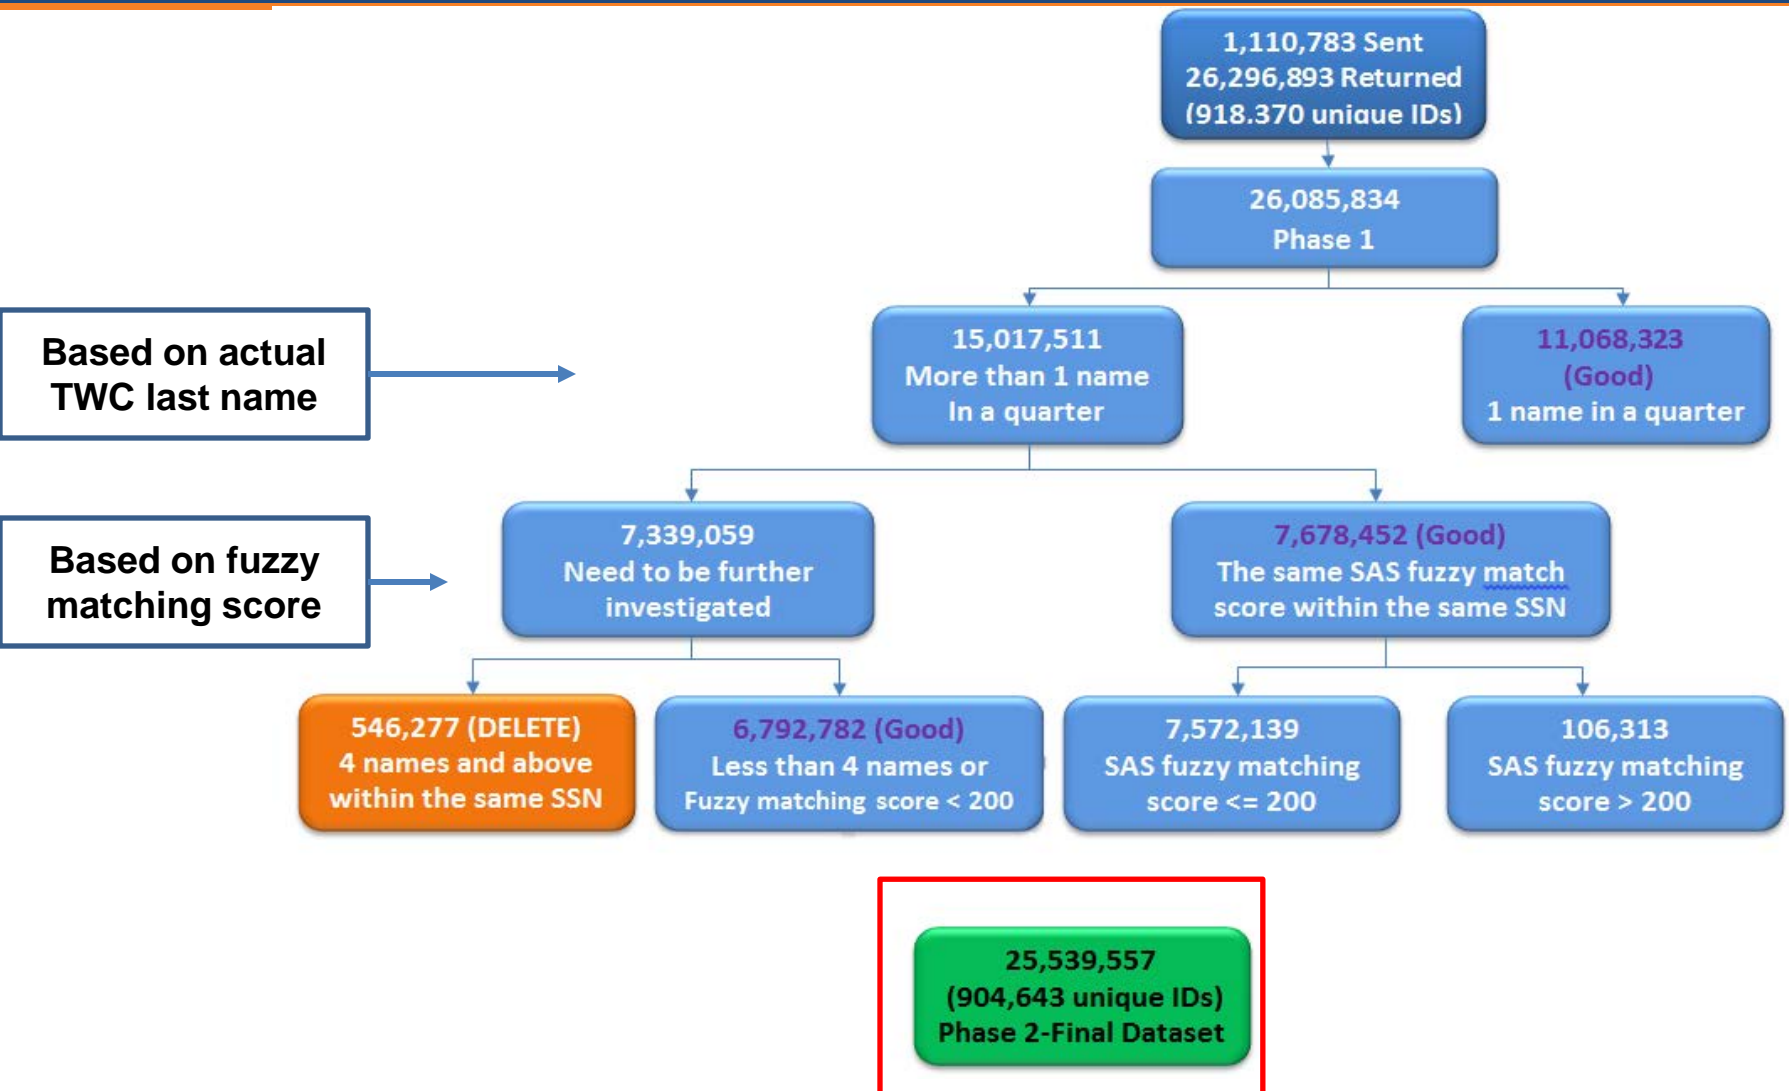 1,110,783 Sent
26,296,893 Returned
(918.370 unique IDs)
26,085,834
Phase 1
Based on actual
TWC last name
15,017,511
More than 1 name
In a quarter
11,068,323
(Good)
1 name in a quarter
Based on fuzzy
matching score
7,339,059
Need to be further
investigated
7,678,452 (Good)
The same SAS fuzzy match
score within the same SSN
546,277 (DELETE)
4 names and above
within the same SSN
6,792,782 (Good)
Less than 4 names or
Fuzzy matching score < 200
7,572,139
SAS fuzzy matching
score <= 200
106,313
SAS fuzzy matching
score > 200
25,539,557
(904,643 unique IDs)
Phase 2-Final Dataset